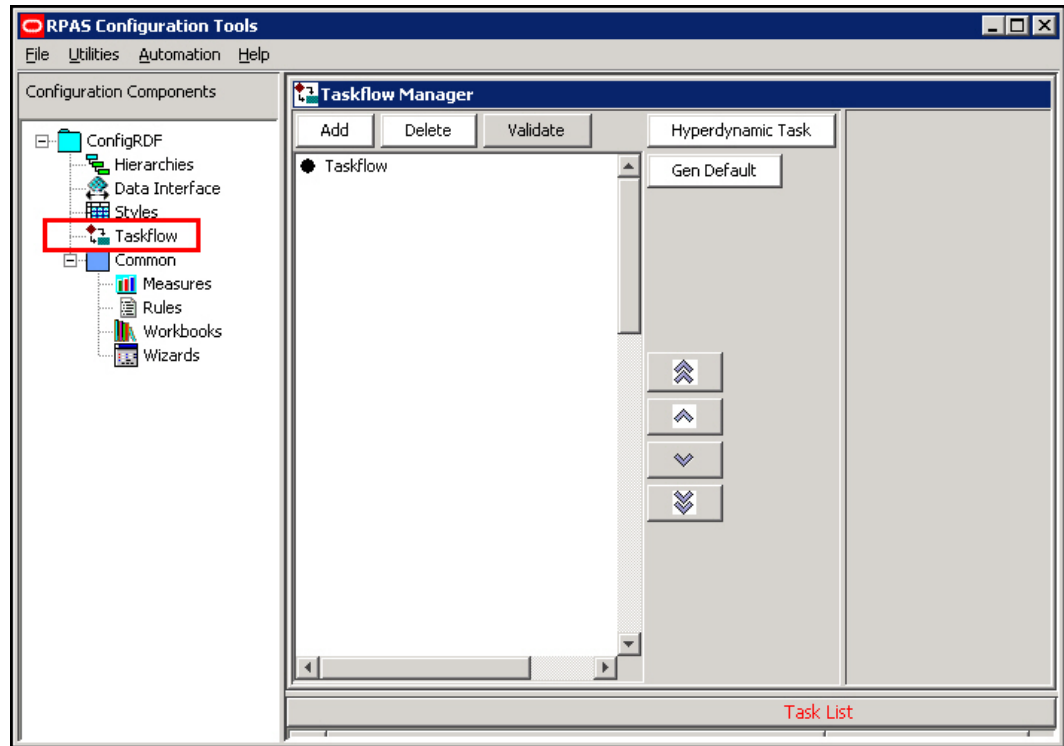 RPAS Configuration Tools
File Utilities Automation Help
Configuration Components
ConfigRDF
Hierarchies
Data Interface
Styles
Taskflow
Common
Measures
Rules
Workbooks
Wizards
Taskflow Manager
Add Delete Validate Hyperdynamic Task
Taskflow
Gen Default
Task List